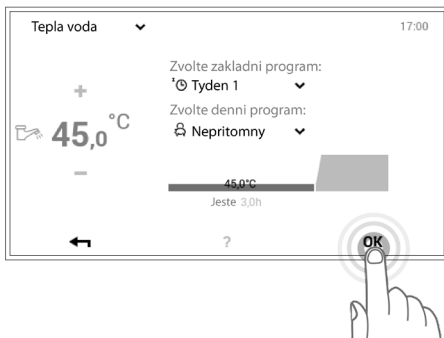 Tepla voda
17:00
Zvolte zakladni program:
Tyden 1
Zvolte denni program:
Nepritomny
+
45,0°C
–
45,0°C
Jeste 3,0h
?
OK